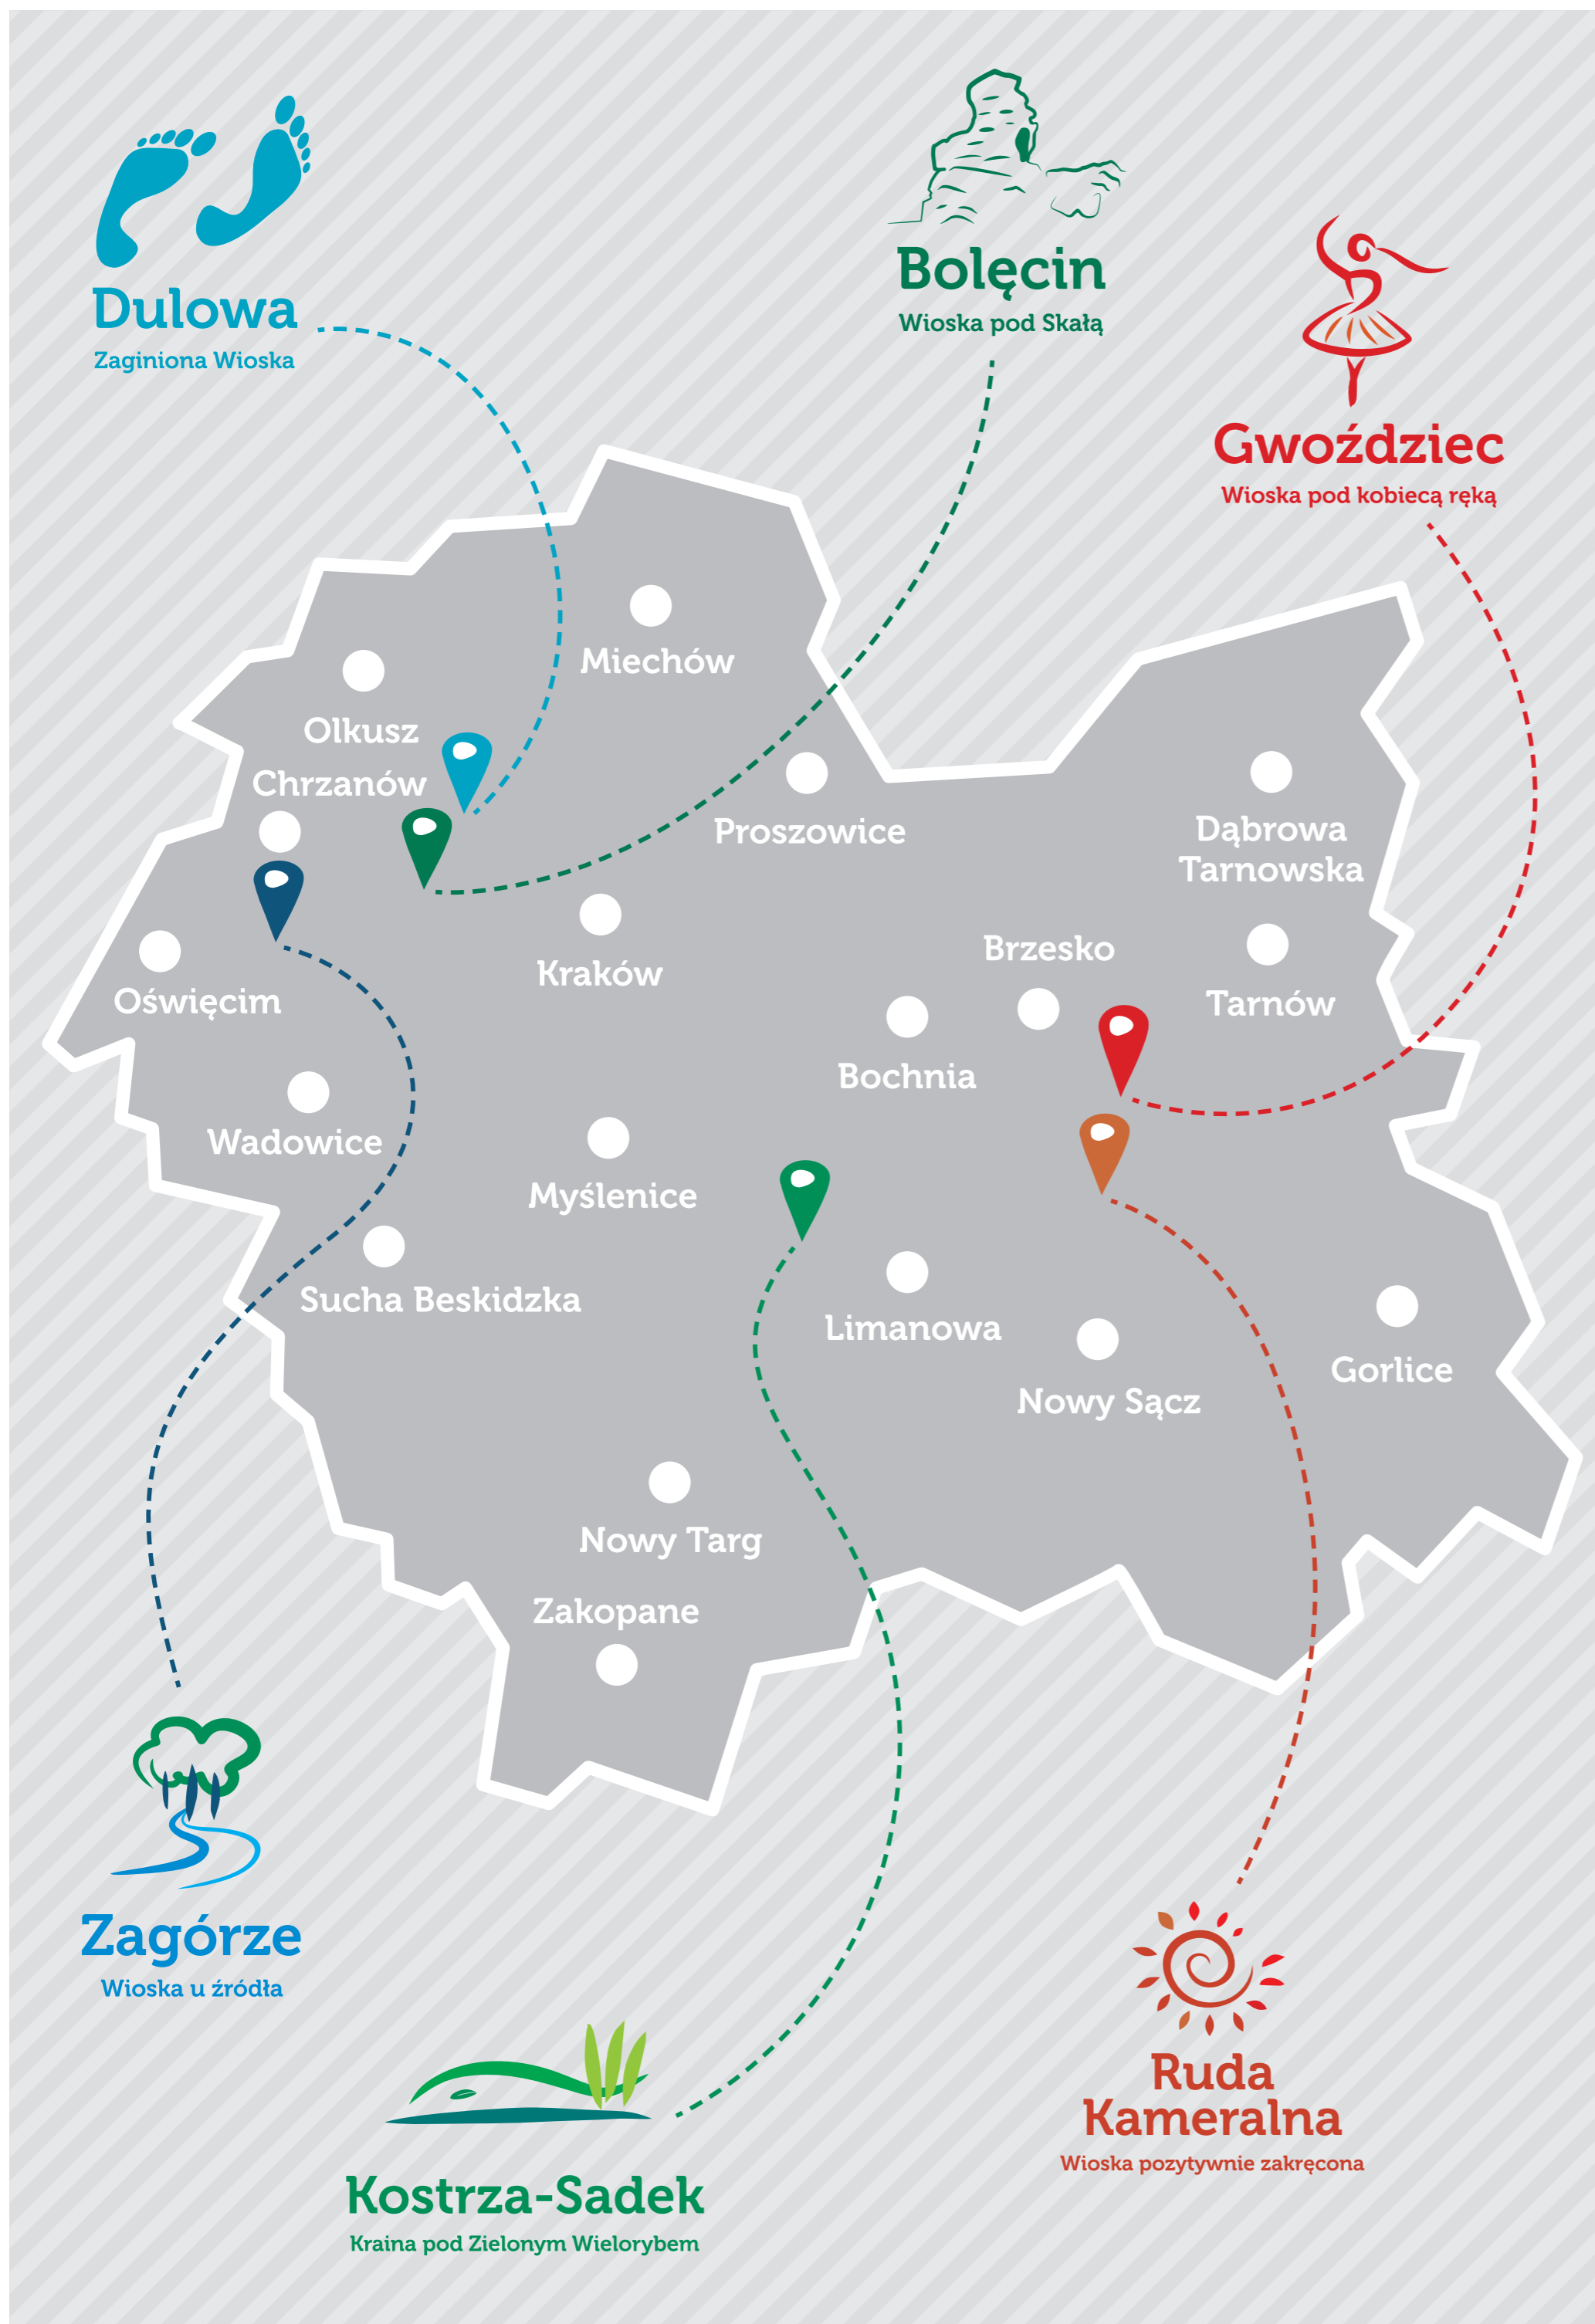 Dulowa
Zaginiona Wioska
Bolęcin
Wioska pod Skałą
Gwoździec
Wioska pod kobiecą ręką
Miechów
Olkusz
Chrzanów
Proszowice
Dąbrowa
Tarnowska
Kraków
Brzesko
Oświęcim
Tarnów
Bochnia
Wadowice
Myślenice
Sucha Beskidzka
Limanowa
Gorlice
Nowy Sącz
Nowy Targ
Zakopane
Zagórze
Wioska u źródła
Ruda
Kameralna
Wioska pozytywnie zakręcona
Kostrza-Sadek
Kraina pod Zielonym Wielorybem